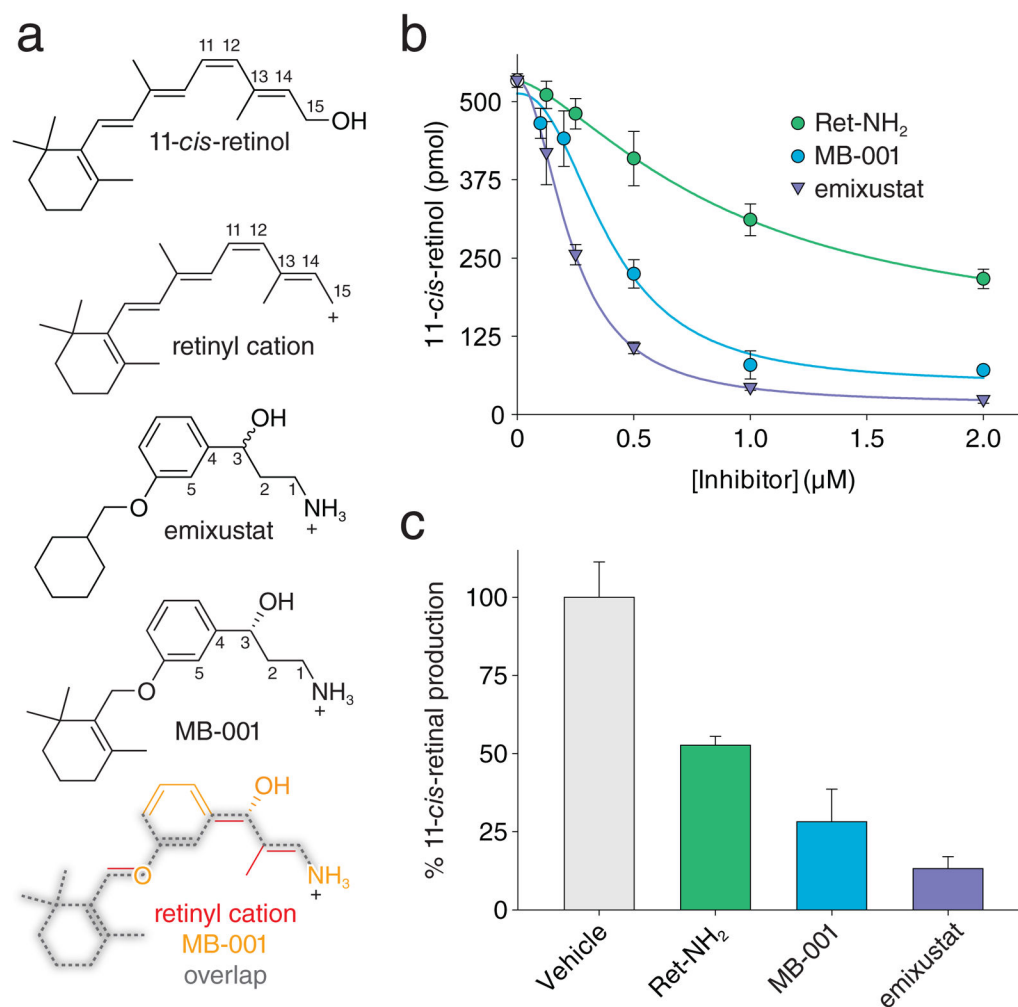 a
11 12
13 14
15
OH
11-cis-retinol
11 12
13 14
15
+
retinyl cation
OH
4 3
5 2 1
O
NH3
+
emixustat
OH
4 3
5 2 1
O
NH3
+
MB-001
OH
O
NH3
+
retinyl cation
MB-001
overlap
b
11-cis-retinol (pmol)
500
375
250
125
0
Ret-NH2
MB-001
emixustat
0 0.5 1.0 1.5 2.0
[Inhibitor] (μM)
c
% 11-cis-retinal production
100
75
50
25
0
Vehicle
Ret-NH2
MB-001
emixustat